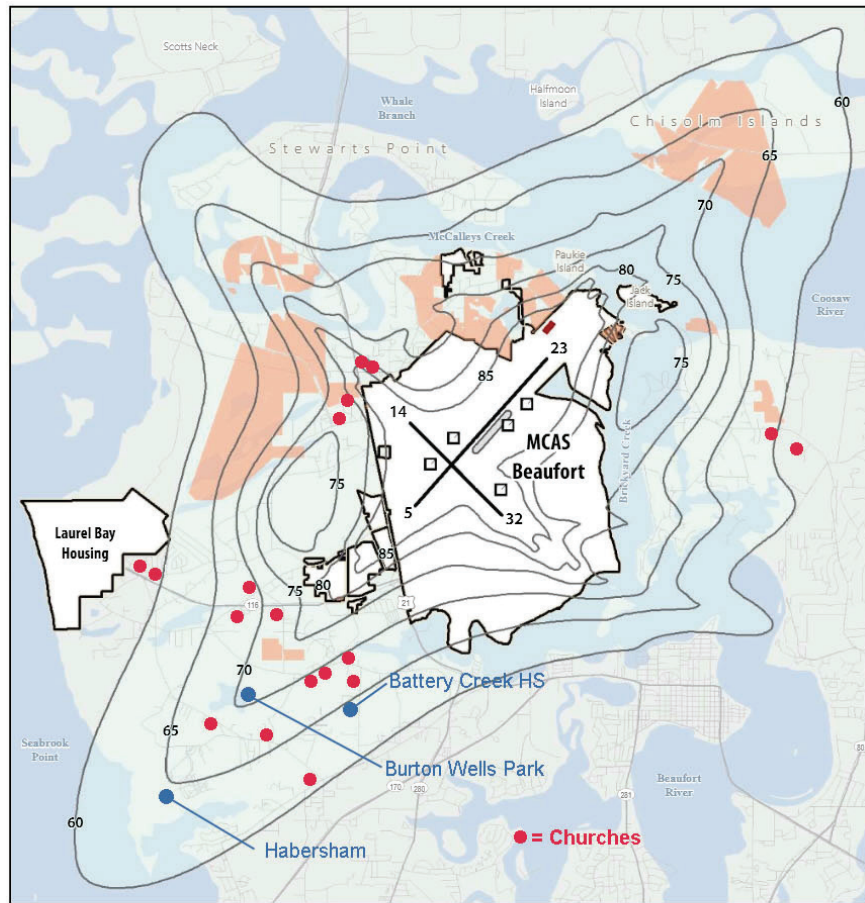 Scotts Neck
60
Halfmoon
Island
Whale
Branch
Chisolm Islands
Stewarts Point
65
70
McCalleys Creek
Paukie
Island
80
75
Jack
Island
Coosaw
River
23
75
85
14
MCAS
Beaufort
Brickyard Creek
75
5
32
Laurel Bay
Housing
85
80
75
116
21
70
Battery Creek HS
65
Seabrook
Point
Burton Wells Park
80
170
280
281
Beaufort
River
60
Habersham
= Churches